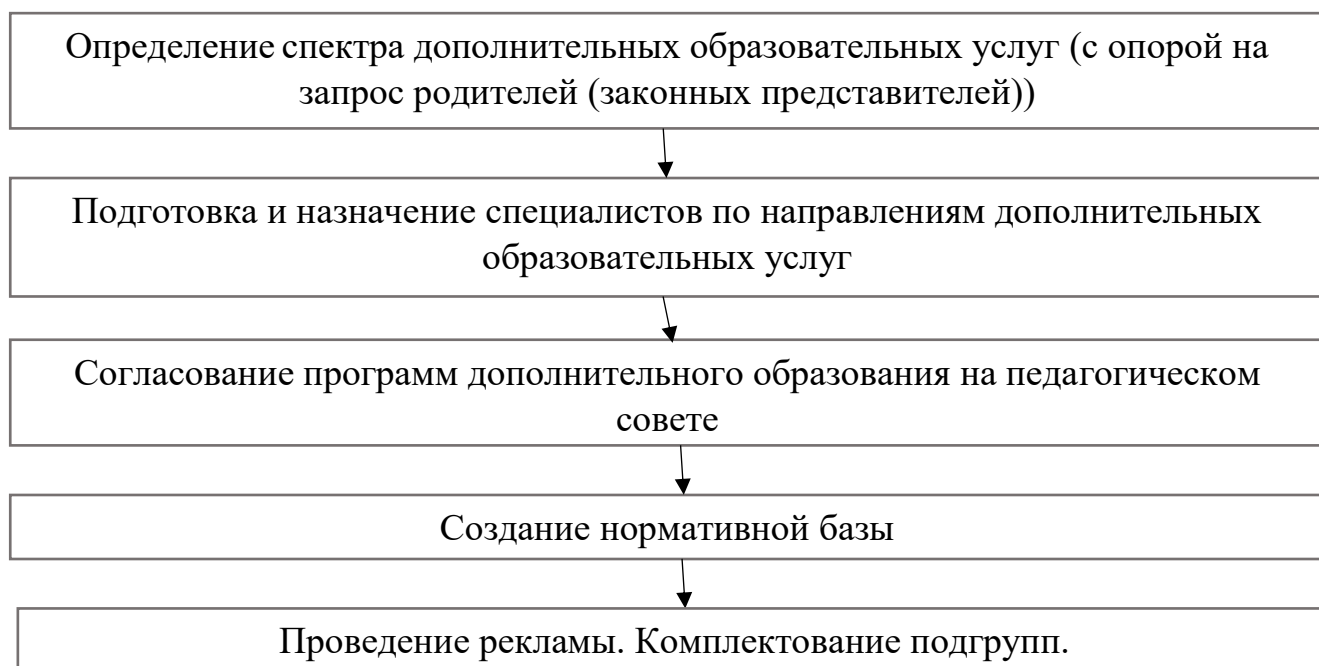 Определение спектра дополнительных образовательных услуг (с опорой на
запрос родителей (законных представителей))
Подготовка и назначение специалистов по направлениям дополнительных
образовательных услуг
Согласование программ дополнительного образования на педагогическом
совете
Создание нормативной базы
Проведение рекламы. Комплектование подгрупп.